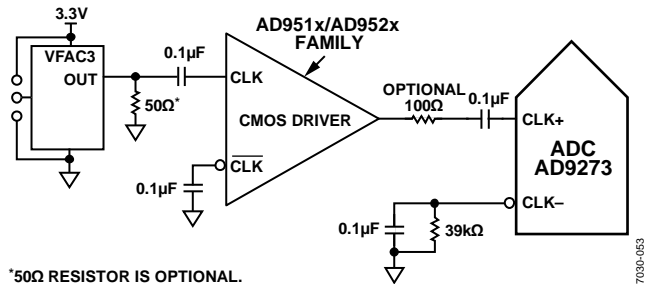 3.3V
VFAC3
OUT
50Ω*
0.1µF
AD951x/AD952x
FAMILY
CLK
CMOS DRIVER
CLK
0.1µF
OPTIONAL
100Ω
0.1µF
CLK+
ADC
AD9273
CLK–
0.1µF
39kΩ
*50Ω RESISTOR IS OPTIONAL.
7030-053